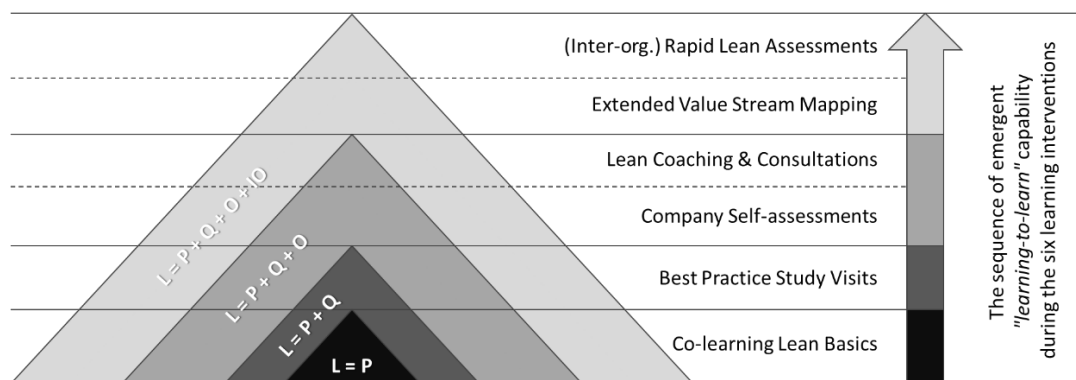 (Inter-org.) Rapid Lean Assessments
Extended Value Stream Mapping
Lean Coaching & Consultations
Company Self-assessments
Best Practice Study Visits
Co-learning Lean Basics
L = P + Q + O + IO
L = P + Q + O
L = P + Q
L = P
The sequence of emergent
"learning-to-learn" capability
during the six learning interventions